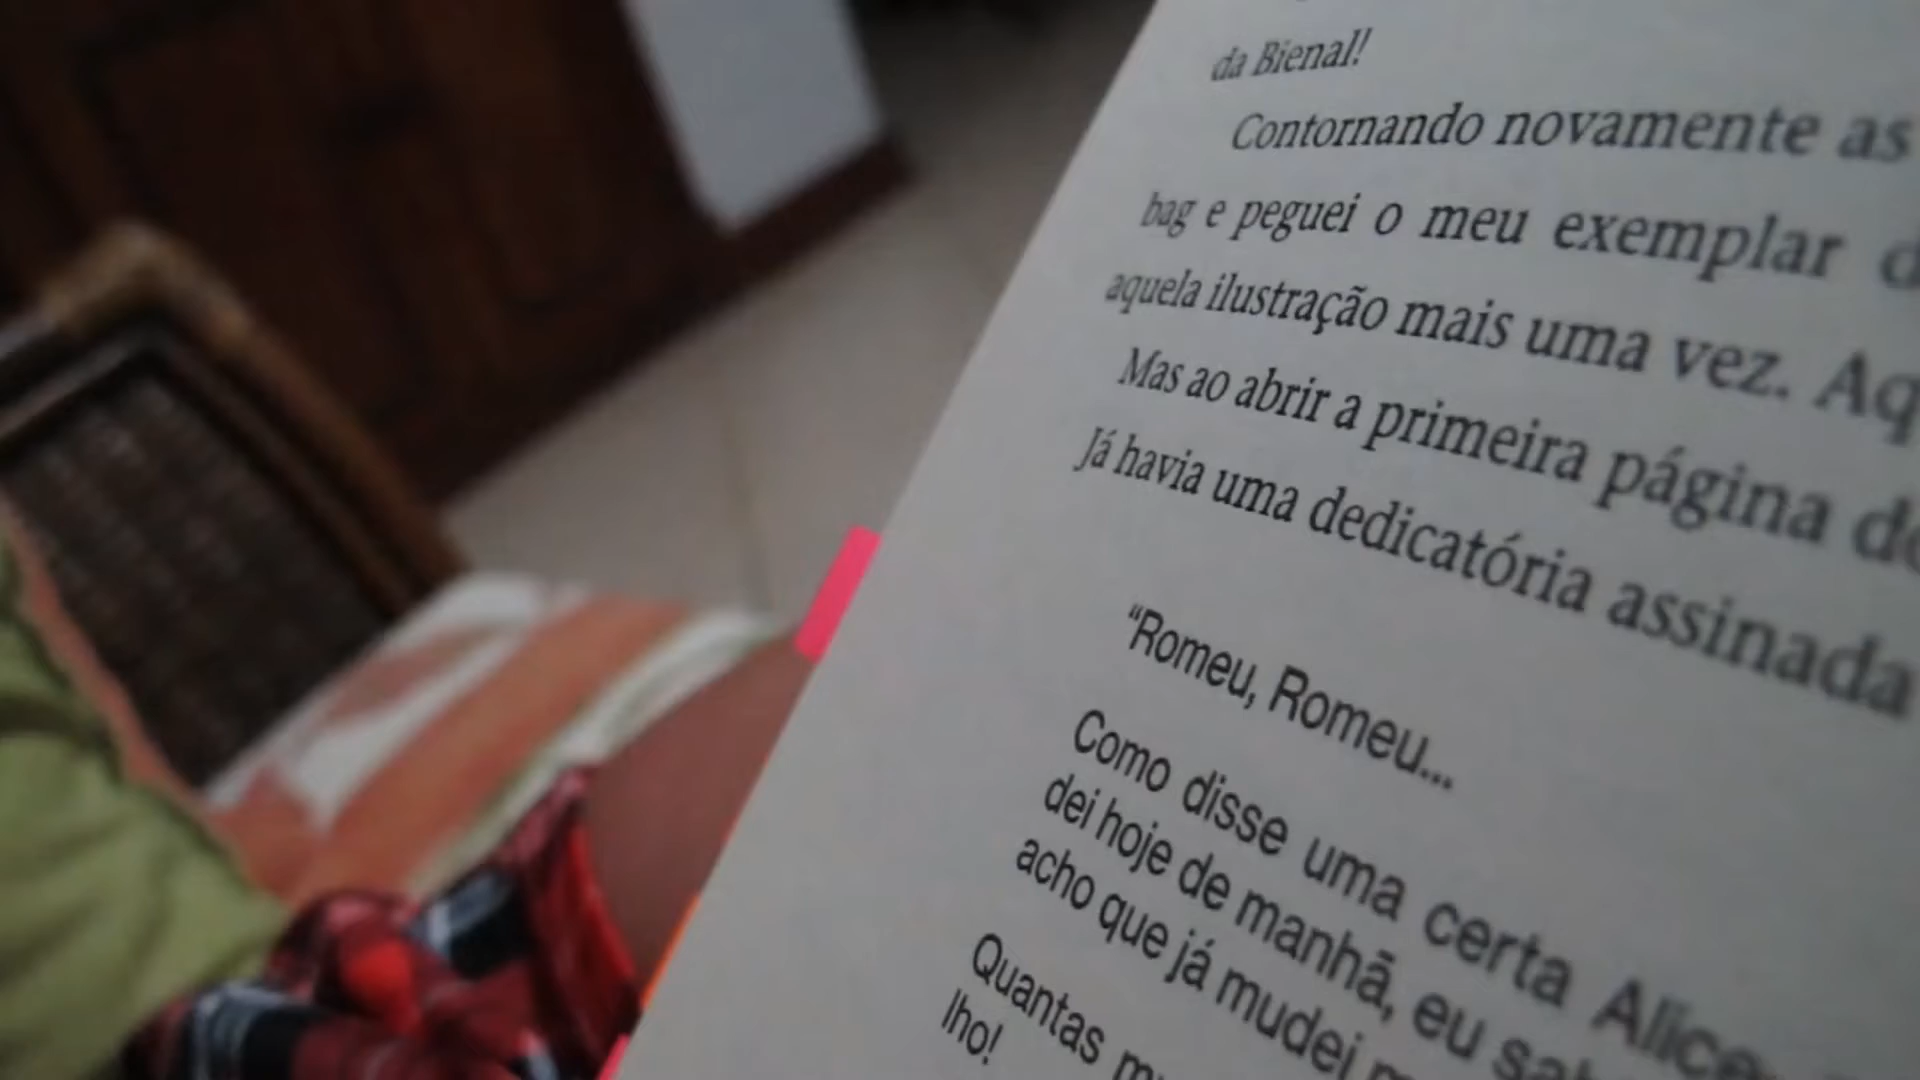 da Bienal!
Contornando novamente as
bag e peguei o meu exemplar
aquela ilustração mais uma vez.
Mas ao abrir a primeira página
Já havia uma dedicatória assinada
“Romeu, Romeu...
Como disse uma certa Alice,
dei hoje de manhã, eu
acho que já mudei
Quantas
lho!